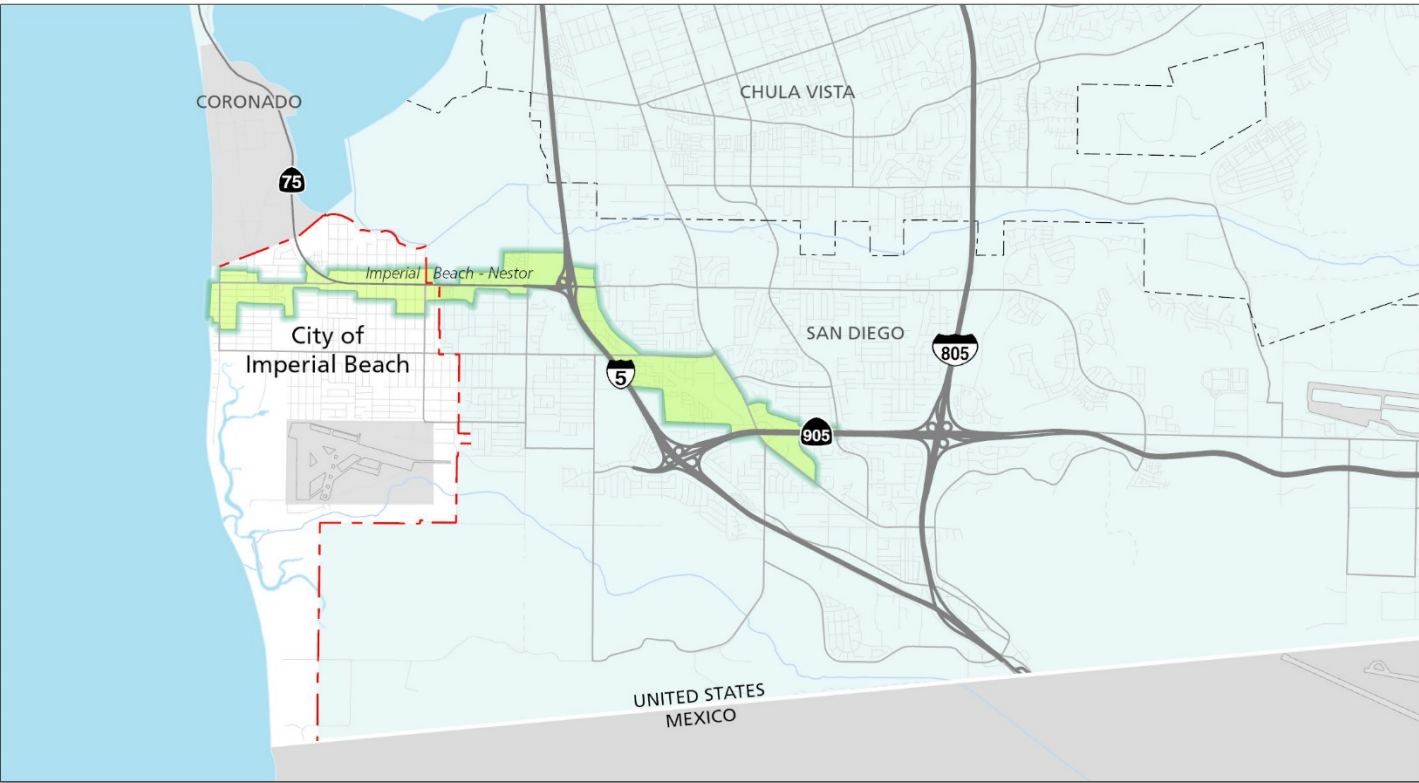 CHULA VISTA
CORONADO
75
Imperial Beach - Nestor
City of
Imperial Beach
SAN DIEGO
805
5
905
UNITED STATES
MEXICO